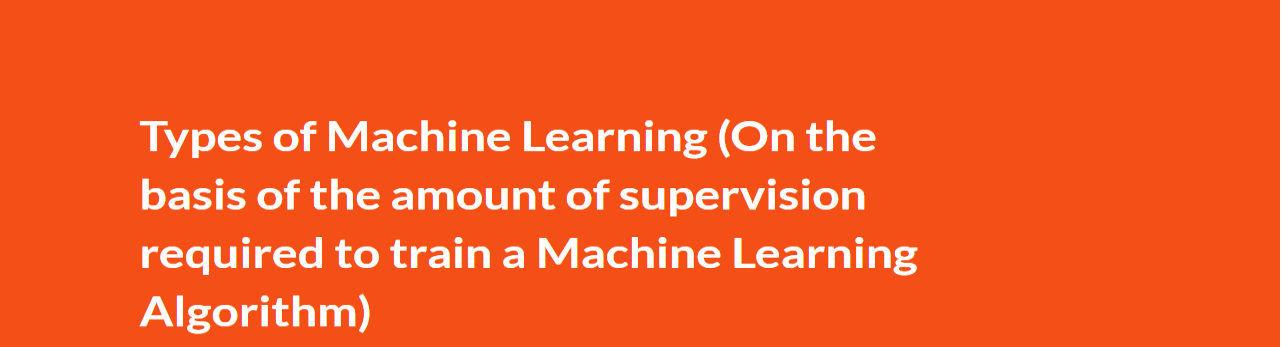 Types of Machine Learning (On the
basis of the amount of supervision
required to train a Machine Learning
Algorithm)